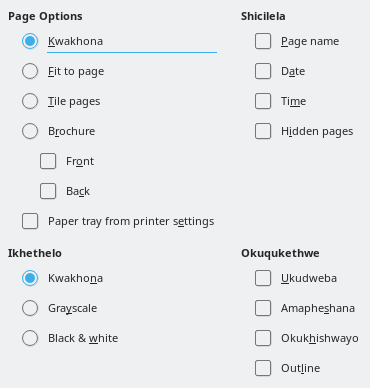 Page Options
Kwakhona
Fit to page
Tile pages
Brochure
Front
Back
Paper tray from printer settings
Shicilela
Page name
Date
Time
Hidden pages
Ikhethelo
Kwakhona
Grayscale
Black & white
Okuqukethwe
Ukudweba
Amapheshana
Okukhishwayo
Outline